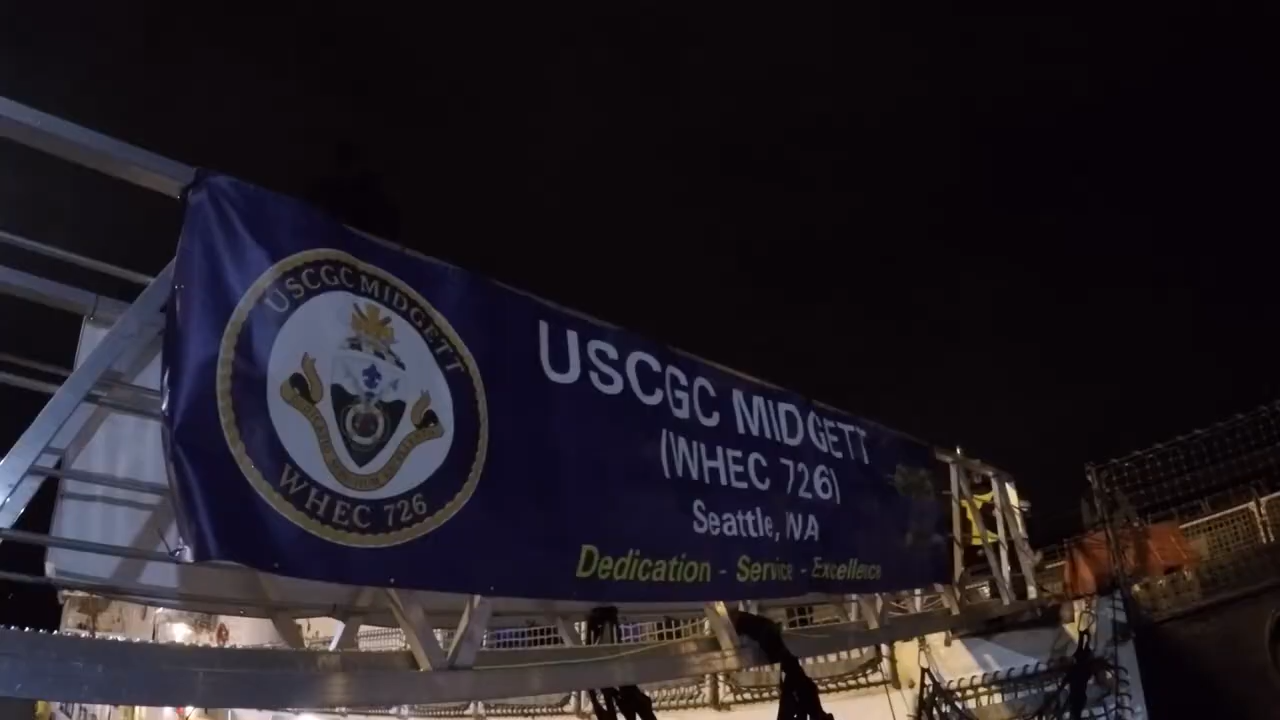 USCGC MIDGETT
WHEC 726
USCGC MIDGETT
(WHEC 726)
Seattle, WA
Dedication - Service - Excellence